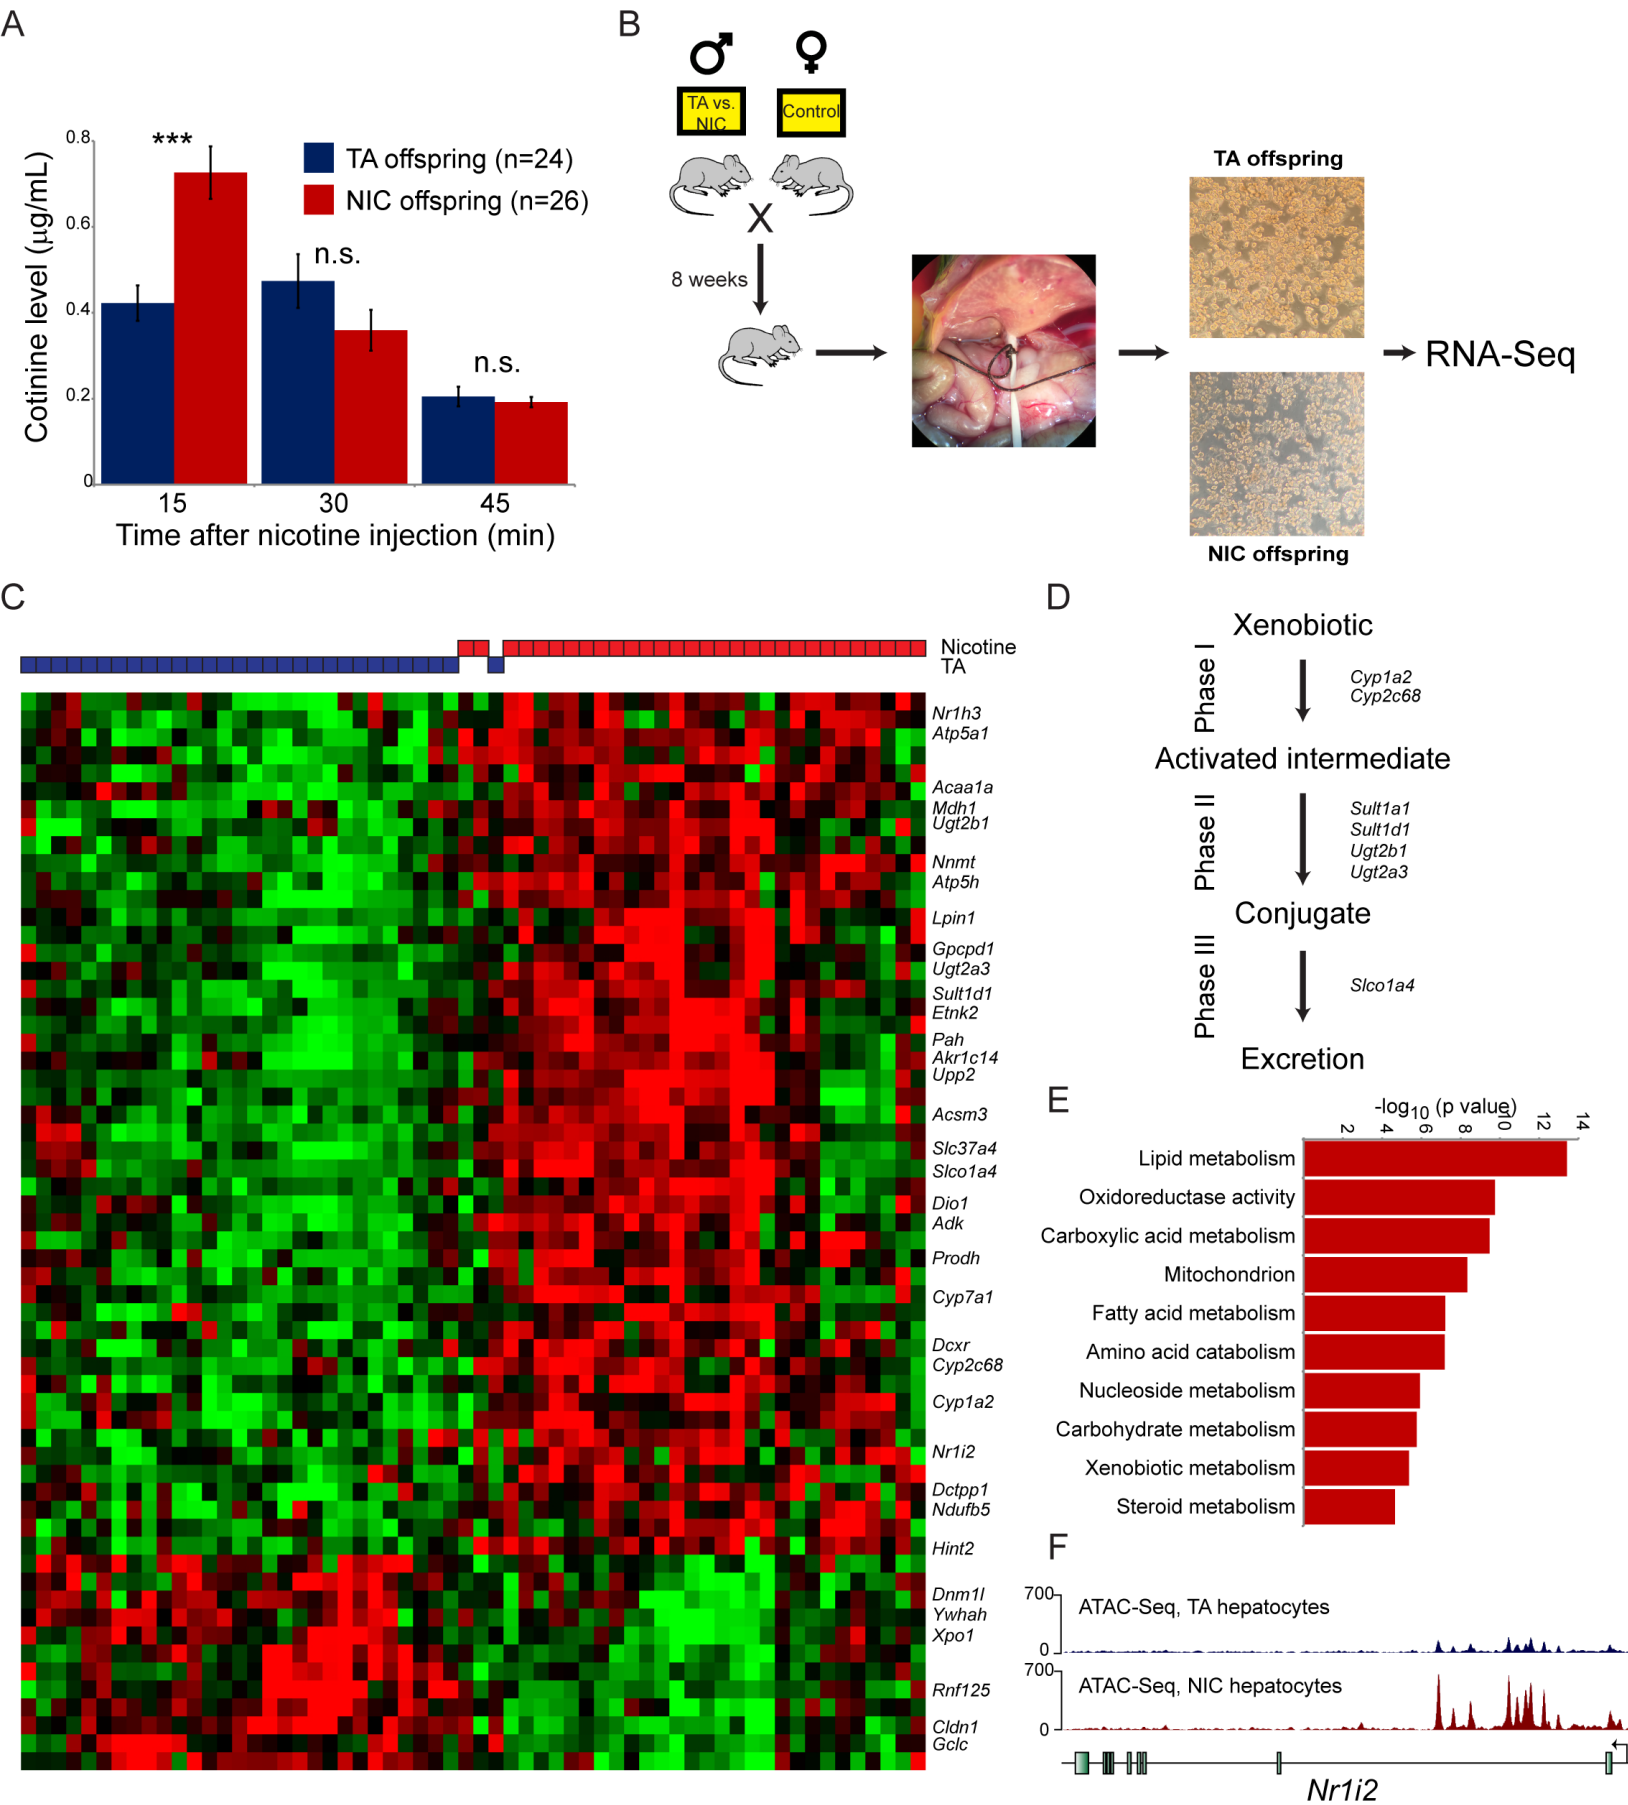 A
0.8
0.6
0.4
0.2
0
Cotinine level (µg/mL)
***
n.s.
n.s.
TA offspring (n=24)
NIC offspring (n=26)
15 30 45
Time after nicotine injection (min)
B
TA vs.
NIC
Control
X
8 weeks
TA offspring
NIC offspring
RNA-Seq
C
Nicotine
TA
Nr1h3
Atp5a1
Acaa1a
Mdh1
Ugt2b1
Nnmt
Atp5h
Lpin1
Gpcpd1
Ugt2a3
Sult1d1
Etnk2
Pah
Akr1c14
Upp2
Acsm3
Slc37a4
Slco1a4
Dio1
Adk
Prodh
Cyp7a1
Dcxr
Cyp2c68
Cyp1a2
Nr1i2
Dctpp1
Ndufb5
Hint2
Dnm1l
Ywhah
Xpo1
Rnf125
Cldn1
Gclc
D
Xenobiotic
Phase I
Cyp1a2
Cyp2c68
Activated intermediate
Phase II
Sult1a1
Sult1d1
Ugt2b1
Ugt2a3
Conjugate
Phase III
Slco1a4
Excretion
E
-log10 (p value)
2 4 6 8 10 12 14
Lipid metabolism
Oxidoreductase activity
Carboxylic acid metabolism
Mitochondrion
Fatty acid metabolism
Amino acid catabolism
Nucleoside metabolism
Carbohydrate metabolism
Xenobiotic metabolism
Steroid metabolism
F
700
0
ATAC-Seq, TA hepatocytes
700
0
ATAC-Seq, NIC hepatocytes
Nr1i2